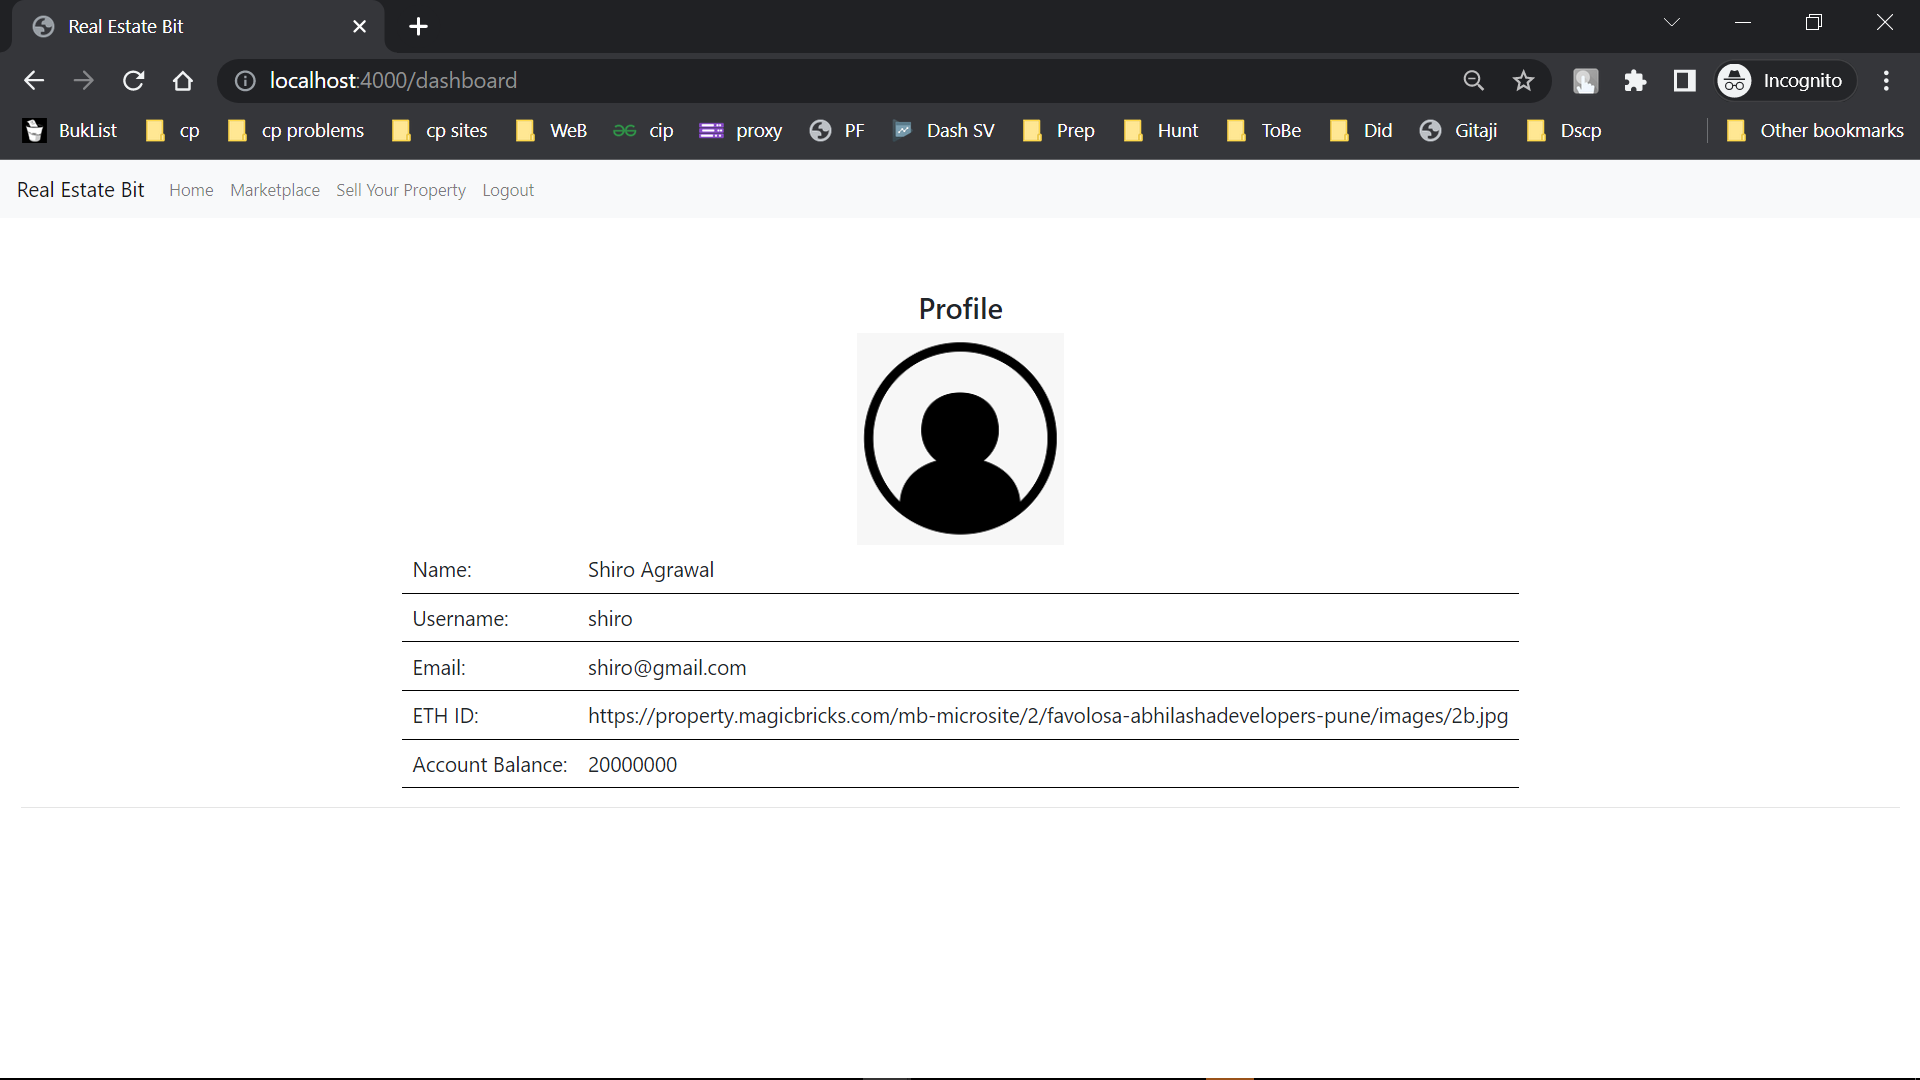 Real Estate Bit
localhost:4000/dashboard Incognito
BukList cp cp problems cp sites WeB cip proxy PF Dash SV Prep Hunt ToBe Did Gitaji Dscp Other bookmarks
Real Estate Bit Home Marketplace Sell Your Property Logout
Profile
Name: Shiro Agrawal
Username: shiro
Email: shiro@gmail.com
ETH ID: https://property.magicbricks.com/mb-microsite/2/favolosa-abhilashadevelopers-pune/images/2b.jpg
Account Balance: 20000000